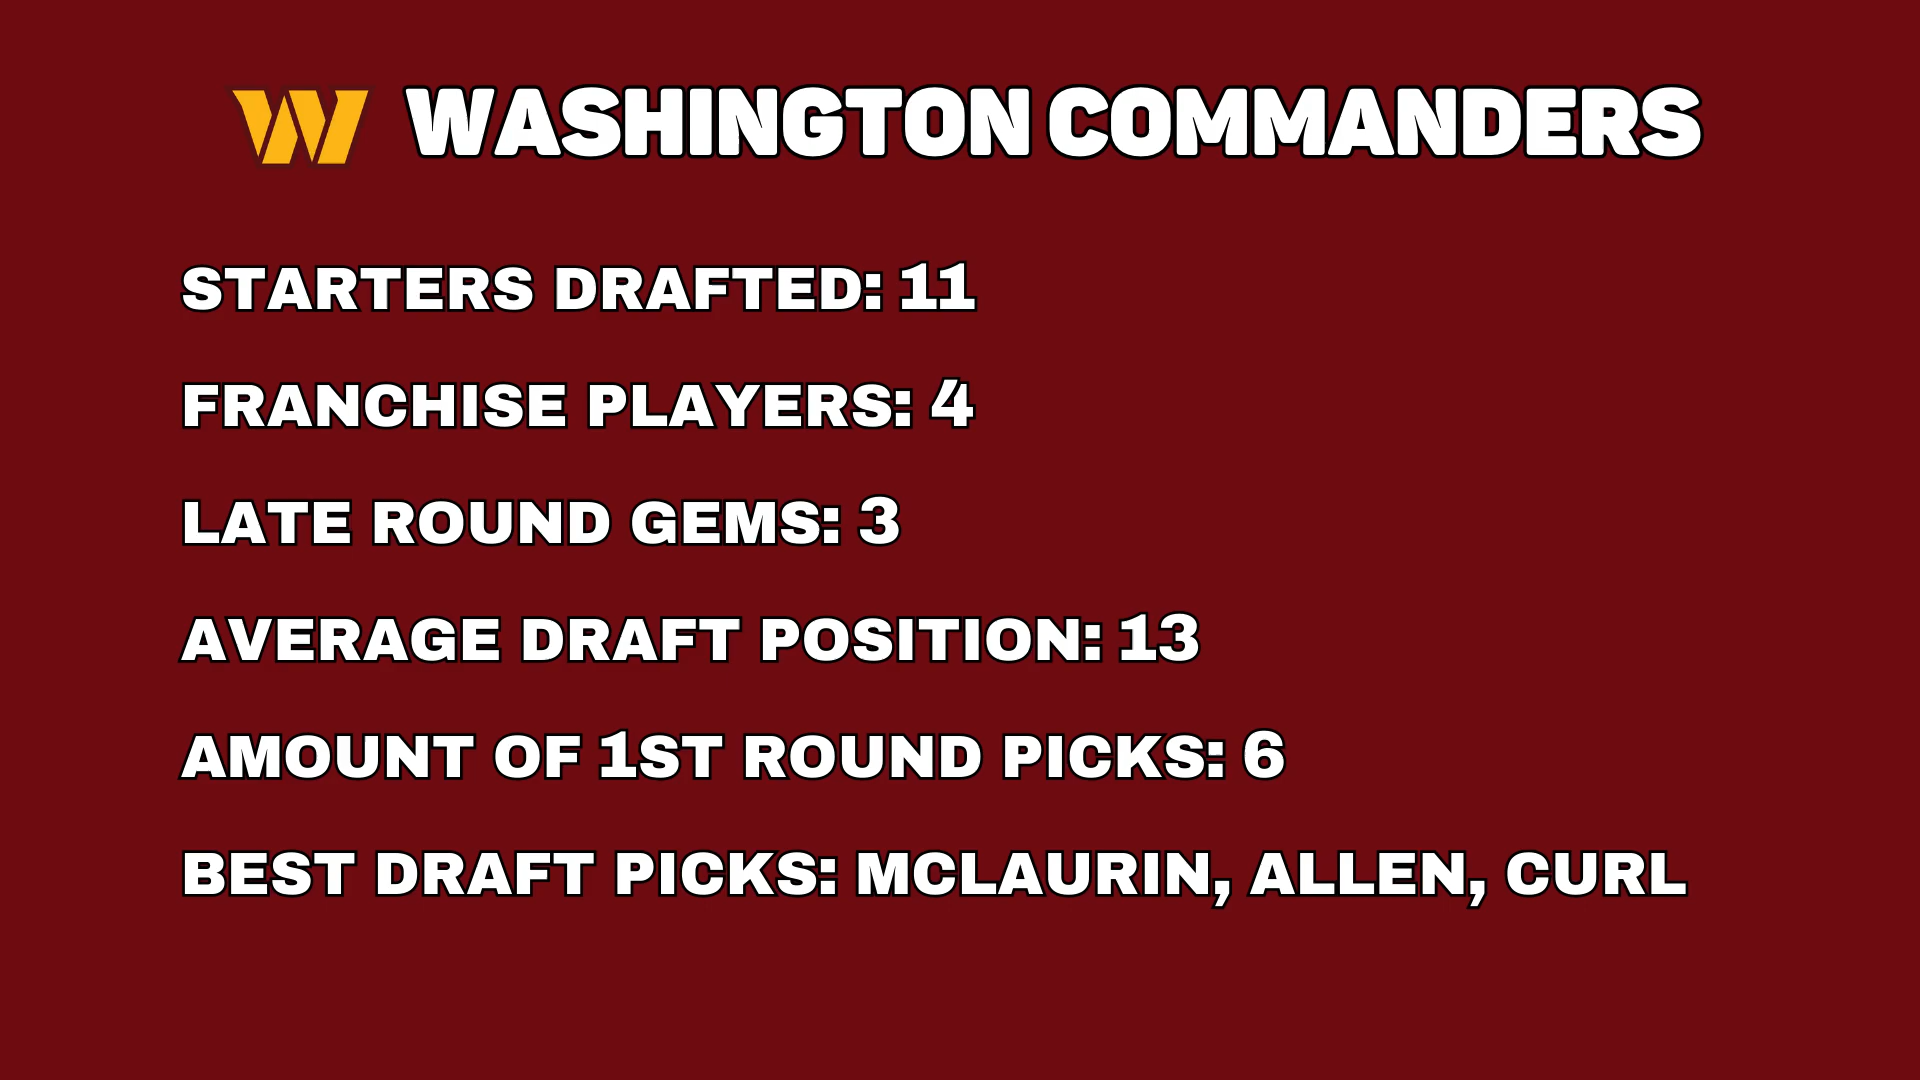 W WASHINGTON COMMANDERS
STARTERS DRAFTED: 11
FRANCHISE PLAYERS: 4
LATE ROUND GEMS: 3
AVERAGE DRAFT POSITION: 13
AMOUNT OF 1ST ROUND PICKS: 6
BEST DRAFT PICKS: MCLAURIN, ALLEN, CURL